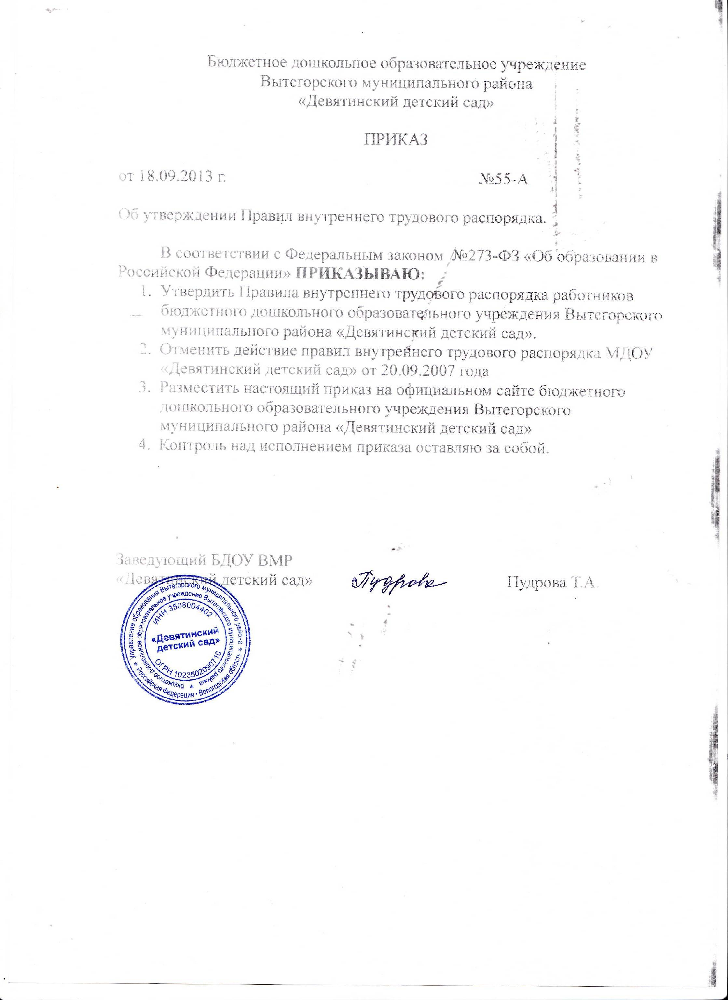 Бюджетное дошкольное образовательное учреждение
Вытегорского муниципального района
«Девятинский детский сад»
ПРИКАЗ
от 18.09.2013 г. №55-А
Об утверждении Правил внутреннего трудового распорядка.
В соответствии с Федеральным законом №273-ФЗ «Об образовании в
Российской Федерации» ПРИКАЗЫВАЮ:
1. Утвердить Правила внутреннего трудового распорядка работников
бюджетного дошкольного образовательного учреждения Вытегорского
муниципального района «Девятинский детский сад».
2. Отменить действие правил внутреннего трудового распорядка МДОУ
«Девятинский детский сад» от 20.09.2007 года
3. Разместить настоящий приказ на официальном сайте бюджетного
дошкольного образовательного учреждения Вытегорского
муниципального района «Девятинский детский сад»
4. Контроль над исполнением приказа оставляю за собой.
Заведующий БДОУ ВМР
«Девятинский детский сад» Пудрова Пудрова Т.А.
* Управление образования Вытегорского муниципального района *
Российская Федерация • Вологодская область
* бюджетное дошкольное образовательное учреждение Вытегорского муниципального района
ИНН 3508004402
«Девятинский
детский сад»
ОГРН 1023502090710